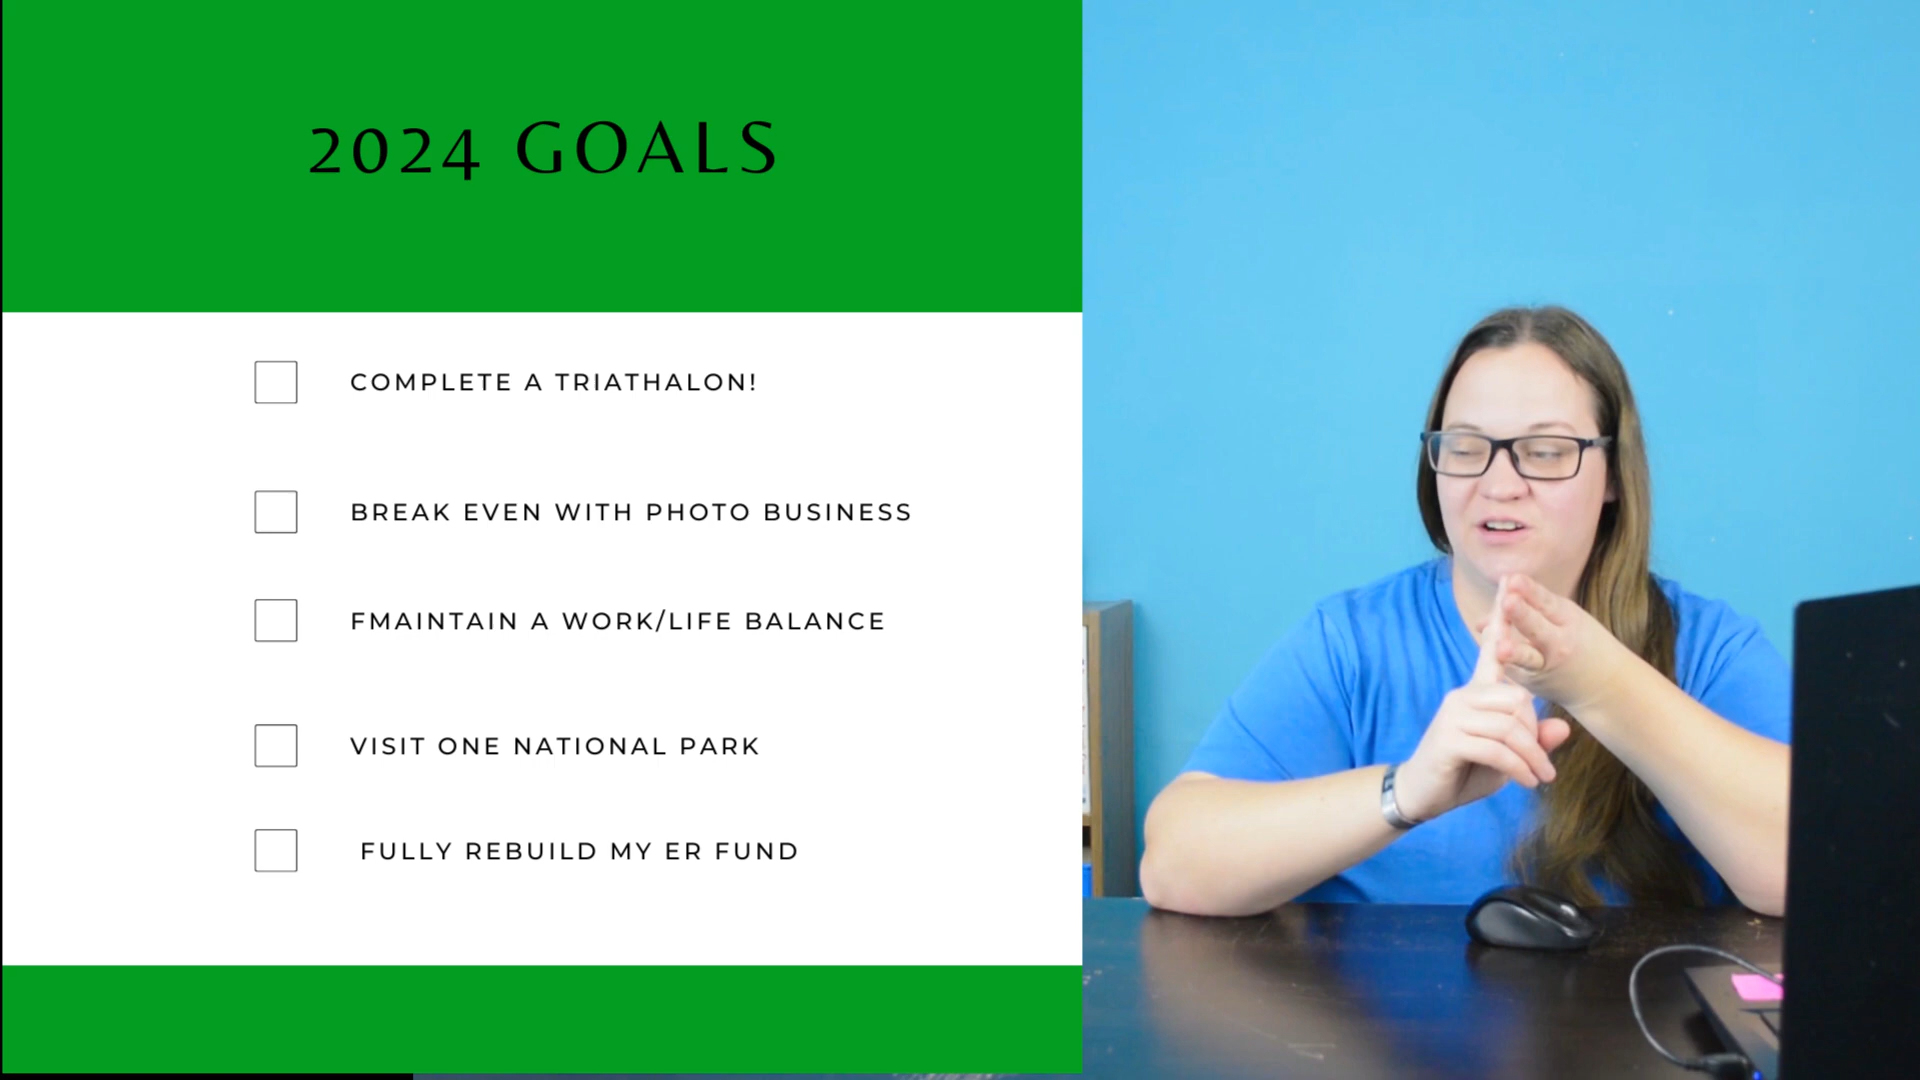 2024 GOALS
COMPLETE A TRIATHALON!
BREAK EVEN WITH PHOTO BUSINESS
FMAINTAIN A WORK/LIFE BALANCE
VISIT ONE NATIONAL PARK
FULLY REBUILD MY ER FUND